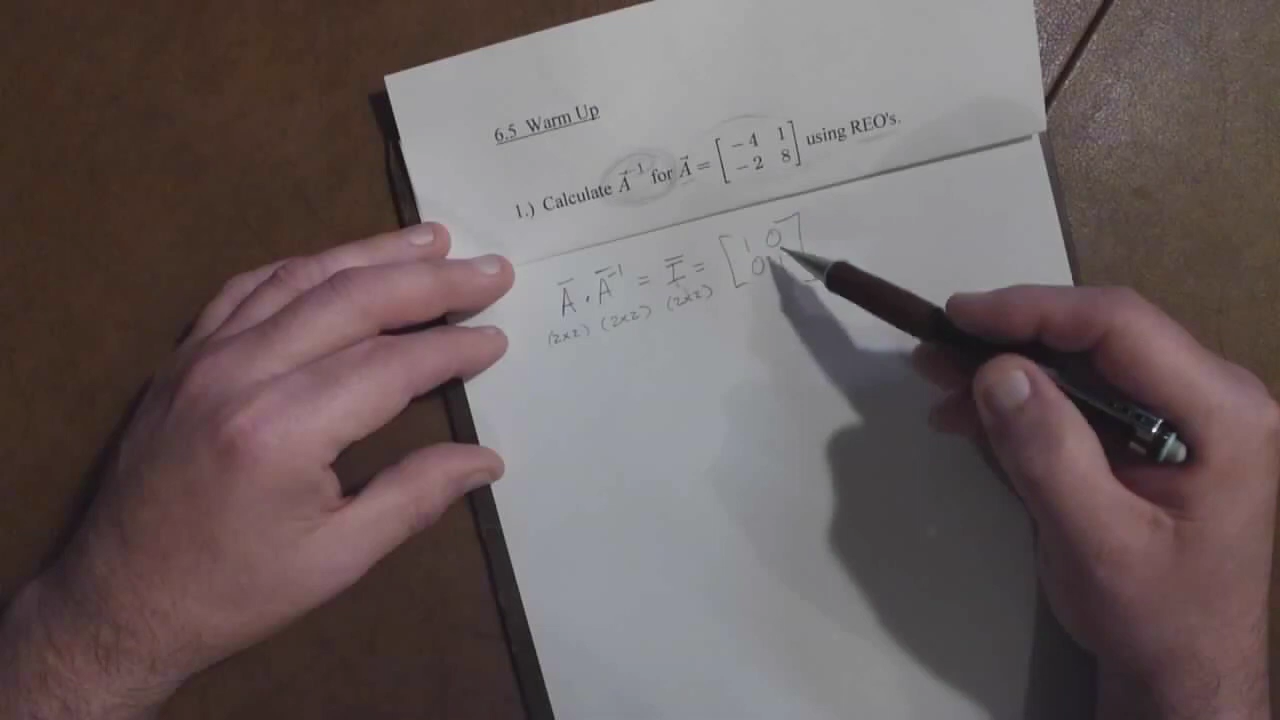 6.5 Warm Up
1.) Calculate A⃗⁻¹ for A⃗ = [-4 1; -2 8] using REO's.
A̅ · A̅⁻¹ = I̅ = [1 0; 0 1]
(2x2) (2x2) (2x2)